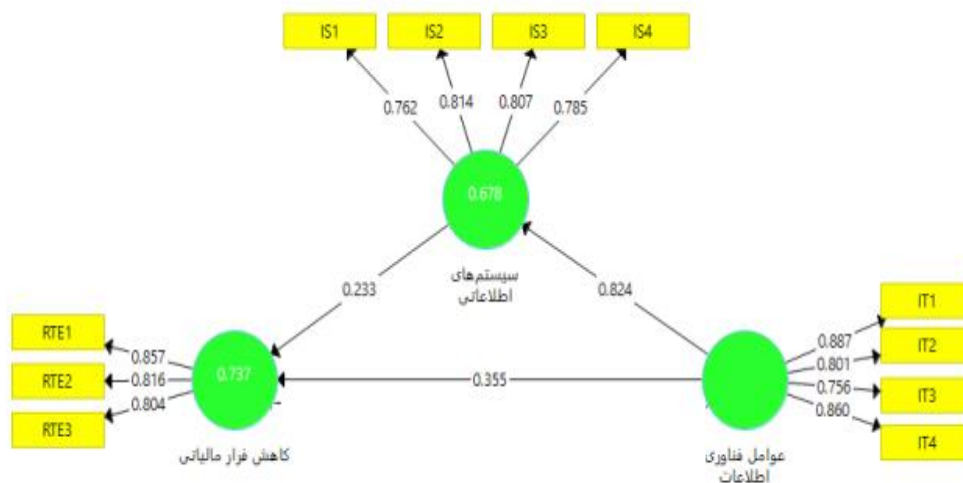 IS1 IS2 IS3 IS4
0.762 0.814 0.807 0.785
0.678
سیستم‌های
اطلاعاتی
0.233 0.824
RTE1
RTE2
RTE3
0.857
0.816
0.804
0.737
کاهش فرار مالیاتی
0.355
0.887
0.801
0.756
0.860
IT1
IT2
IT3
IT4
عوامل فناوری
اطلاعات